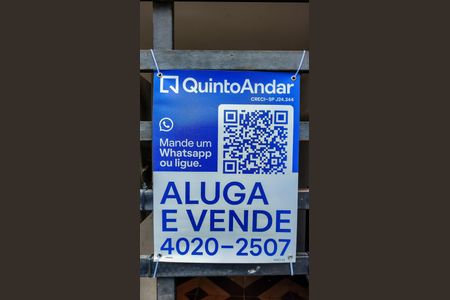 QuintoAndar
CRECI-SP J24.344
Mande um
Whatsapp
ou ligue.
ALUGA
E VENDE
4020-2507